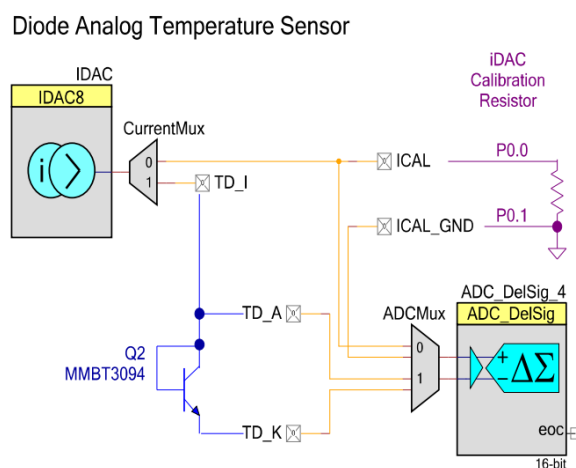 Diode Analog Temperature Sensor
iDAC
Calibration
Resistor
IDAC
IDAC8
i
CurrentMux
0
1
TD_I
ICAL
P0.0
ICAL_GND
P0.1
ADC_DelSig_4
ADC_DelSig
ADCMux
TD_A
0
1
+
-
ΔΣ
Q2
MMBT3094
TD_K
eoc
16-bit